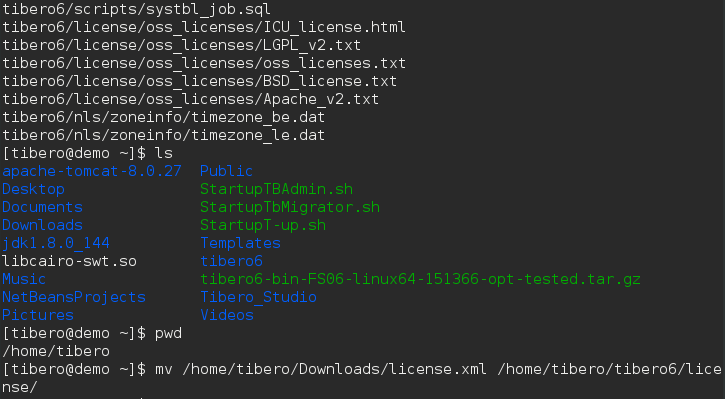 tibero6/scripts/systbl_job.sql
tibero6/license/oss_licenses/ICU_license.html
tibero6/license/oss_licenses/LGPL_v2.txt
tibero6/license/oss_licenses/oss_licenses.txt
tibero6/license/oss_licenses/BSD_license.txt
tibero6/license/oss_licenses/Apache_v2.txt
tibero6/nls/zoneinfo/timezone_be.dat
tibero6/nls/zoneinfo/timezone_le.dat
[tibero@demo ~]$ ls
apache-tomcat-8.0.27  Public
Desktop               StartupTBAdmin.sh
Documents             StartupTbMigrator.sh
Downloads             StartupT-up.sh
jdk1.8.0_144          Templates
libcairo-swt.so       tibero6
Music                 tibero6-bin-FS06-linux64-151366-opt-tested.tar.gz
NetBeansProjects      Tibero_Studio
Pictures              Videos
[tibero@demo ~]$ pwd
/home/tibero
[tibero@demo ~]$ mv /home/tibero/Downloads/license.xml /home/tibero/tibero6/lice
nse/